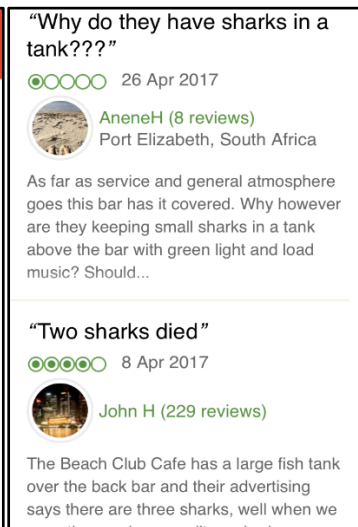 “Why do they have sharks in a
tank???”
26 Apr 2017
AneneH (8 reviews)
Port Elizabeth, South Africa
As far as service and general atmosphere
goes this bar has it covered. Why however
are they keeping small sharks in a tank
above the bar with green light and load
music? Should...
“Two sharks died”
8 Apr 2017
John H (229 reviews)
The Beach Club Cafe has a large fish tank
over the back bar and their advertising
says there are three sharks, well when we